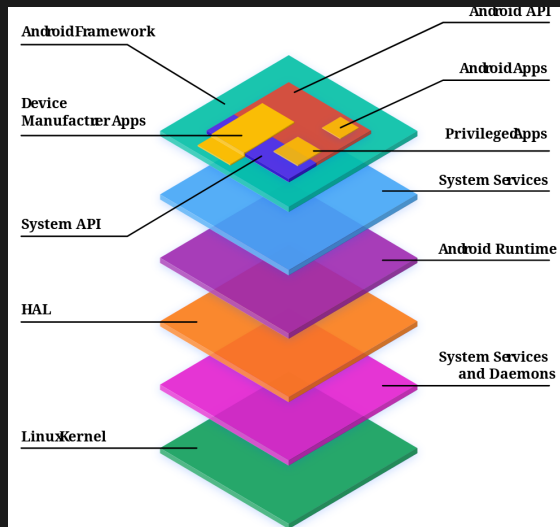 Android API
Android Framework
Android Apps
Device
Manufacturer Apps
Privileged Apps
System Services
System API
Android Runtime
HAL
System Services
and Daemons
Linux Kernel